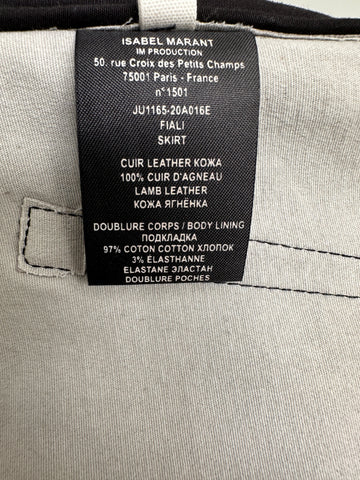 ISABEL MARANT
IM PRODUCTION
50, rue Croix des Petits Champs
75001 Paris - France
n°1501
JU1165-20A016E
FIALI
SKIRT
CUIR LEATHER КОЖА
100% CUIR D'AGNEAU
LAMB LEATHER
КОЖА ЯГНЁНКА
DOUBLURE CORPS / BODY LINING
ПОДКЛАДКА
97% COTON COTTON ХЛОПОК
3% ÉLASTHANNE
ELASTANE ЭЛАСТАН
DOUBLURE POCHES